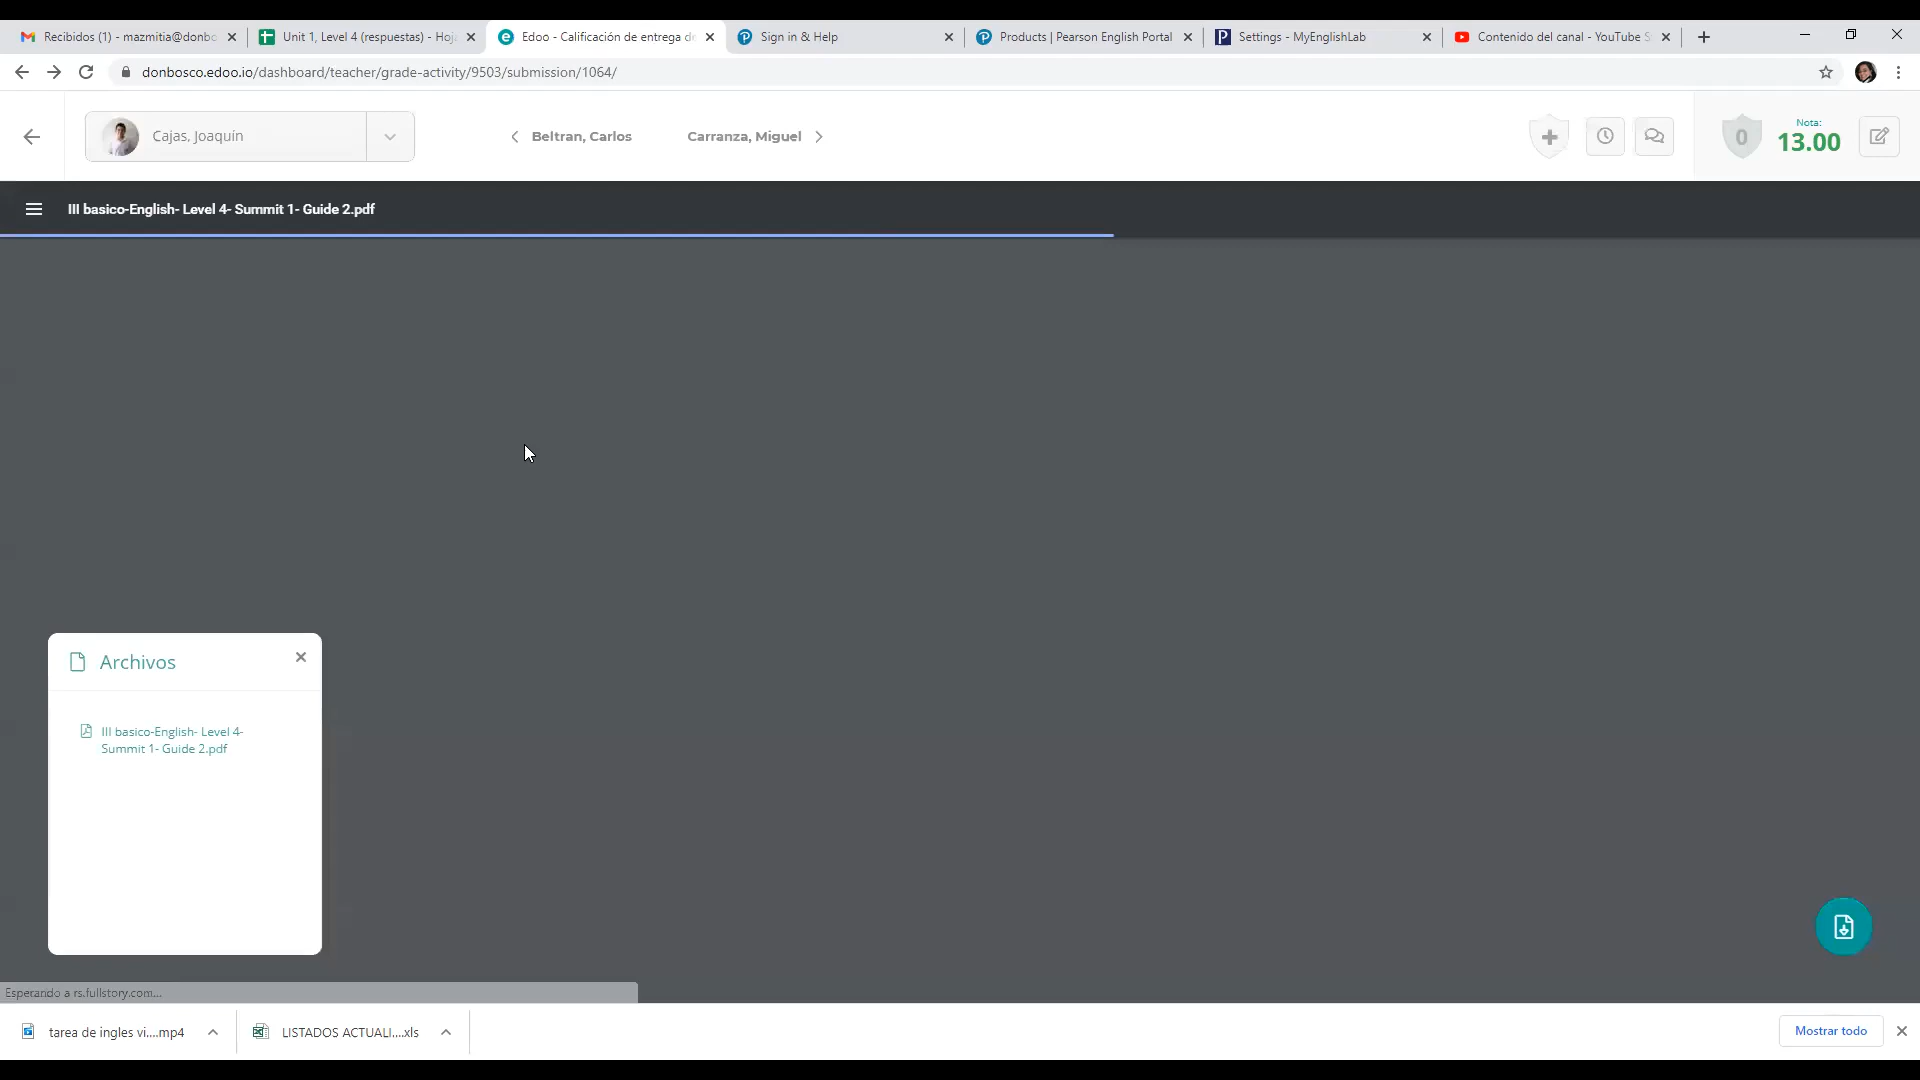 Recibidos (1) - mazmitia@donbo
Unit 1, Level 4 (respuestas) - Hoj
Edoo - Calificación de entrega de
Sign in & Help
Products | Pearson English Portal
Settings - MyEnglishLab
Contenido del canal - YouTube S
donbosco.edoo.io/dashboard/teacher/grade-activity/9503/submission/1064/
Cajas, Joaquín
Beltran, Carlos
Carranza, Miguel
0
Nota:
13.00
III basico-English- Level 4- Summit 1- Guide 2.pdf
Archivos
III basico-English- Level 4-
Summit 1- Guide 2.pdf
Esperando a rs.fullstory.com...
tarea de ingles vi....mp4
LISTADOS ACTUALI....xls
Mostrar todo